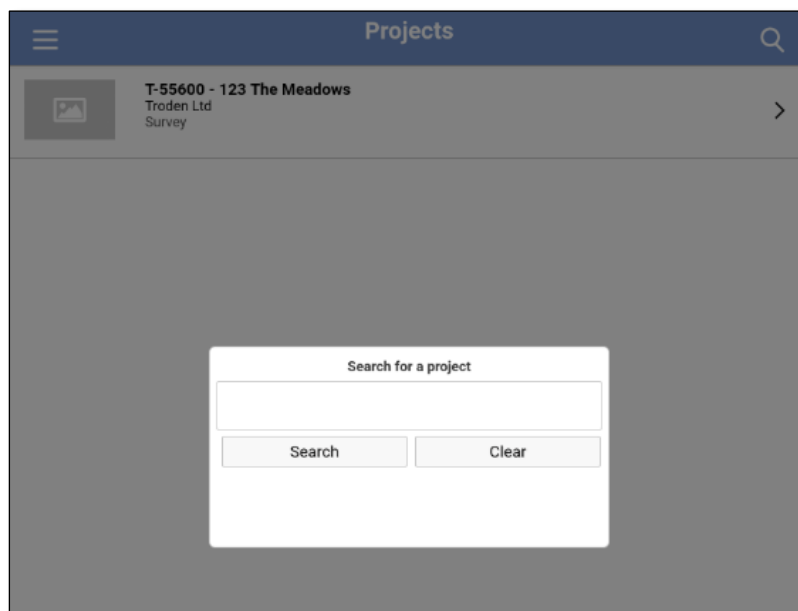 Projects
T-55600 - 123 The Meadows
Troden Ltd
Survey
Search for a project
Search
Clear